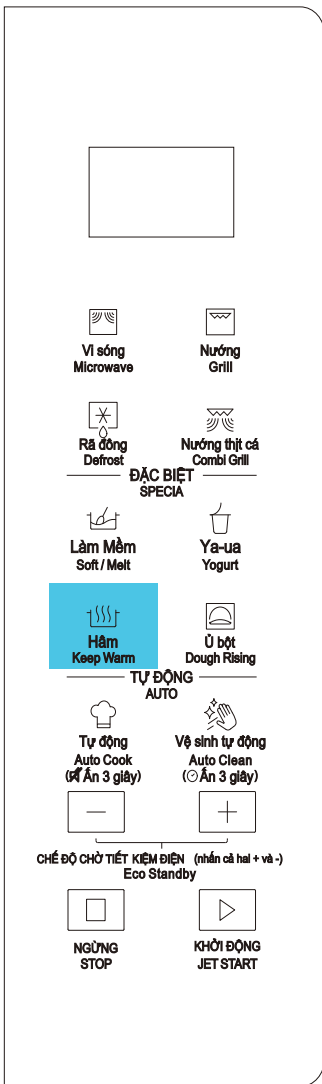 Vi sóng
Microwave
Nướng
Grill
Rã đông
Defrost
Nướng thịt cá
Combi Grill
ĐẶC BIỆT
SPECIA
Làm Mềm
Soft / Melt
Ya-ua
Yogurt
Hâm
Keep Warm
Ủ bột
Dough Rising
TỰ ĐỘNG
AUTO
Tự động
Auto Cook
(Ấn 3 giây)
Vệ sinh tự động
Auto Clean
(Ấn 3 giây)
CHẾ ĐỘ CHỜ TIẾT KIỆM ĐIỆN (nhấn cả hai + và -)
Eco Standby
NGỪNG
STOP
KHỞI ĐỘNG
JET START